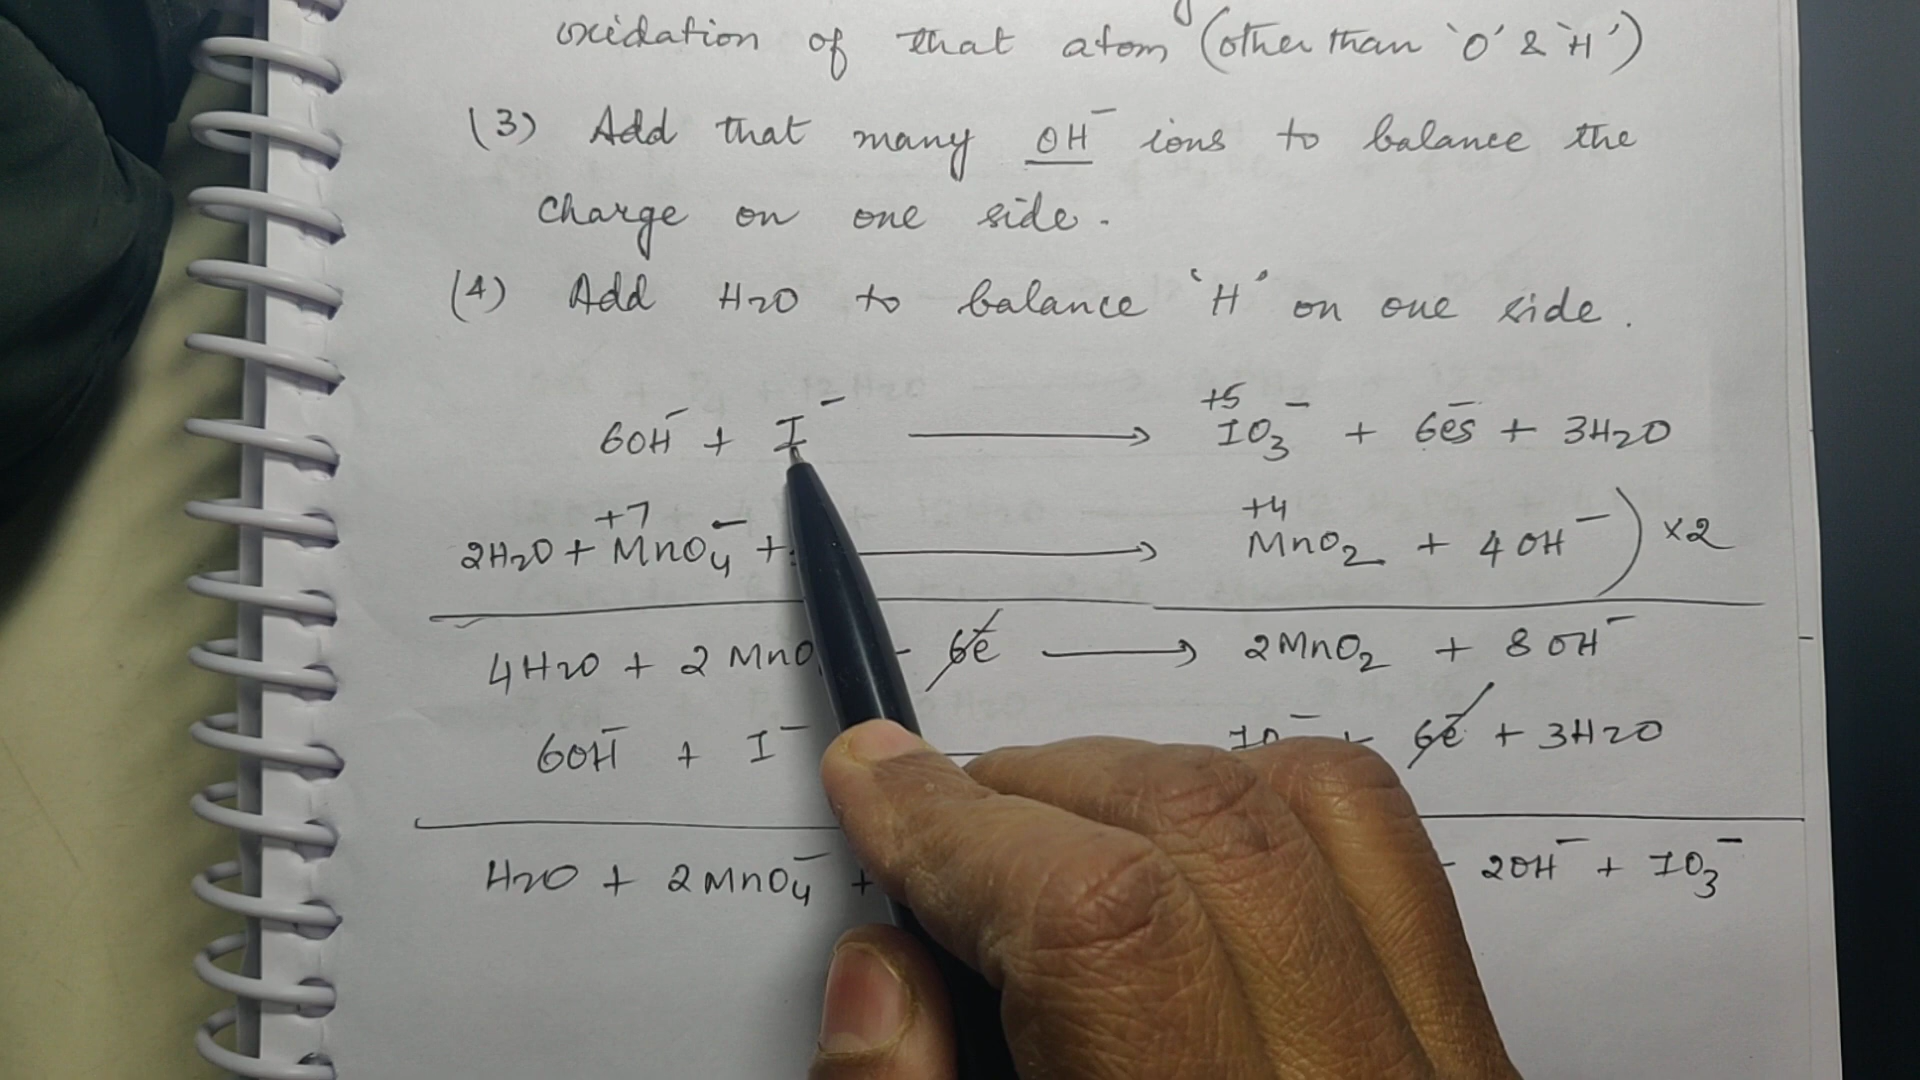 oxidation of that atom (other than 'O' & 'H')
(3) Add that many OH⁻ ions to balance the
charge on one side.
(4) Add H2O to balance 'H' on one side.
6OH⁻ + I⁻ ⟶ +5 IO3⁻ + 6e⁻s + 3H2O
2H2O + +7 MnO4⁻ + ⟶ +4 MnO2 + 4OH⁻) ×2
4H2O + 2MnO 6e⁻ ⟶ 2MnO2 + 8OH⁻
6OH⁻ + I⁻ 6e⁻ + 3H2O
H2O + 2MnO4⁻ + 2OH⁻ + IO3⁻